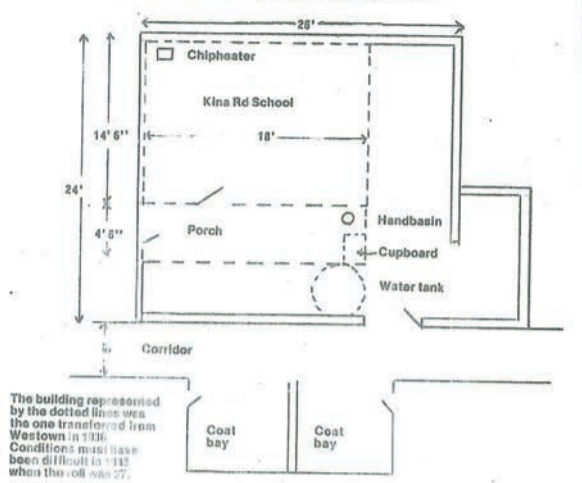 26'
Chipheater
Kina Rd School
14' 6"
18'
24'
4' 6"
Porch
Handbasin
Cupboard
Water tank
Corridor
Coat
bay
Coat
bay
The building represented
by the dotted lines was
the one transferred from
Westown in 1936
Conditions must have
been difficult in
when the roll was 27.